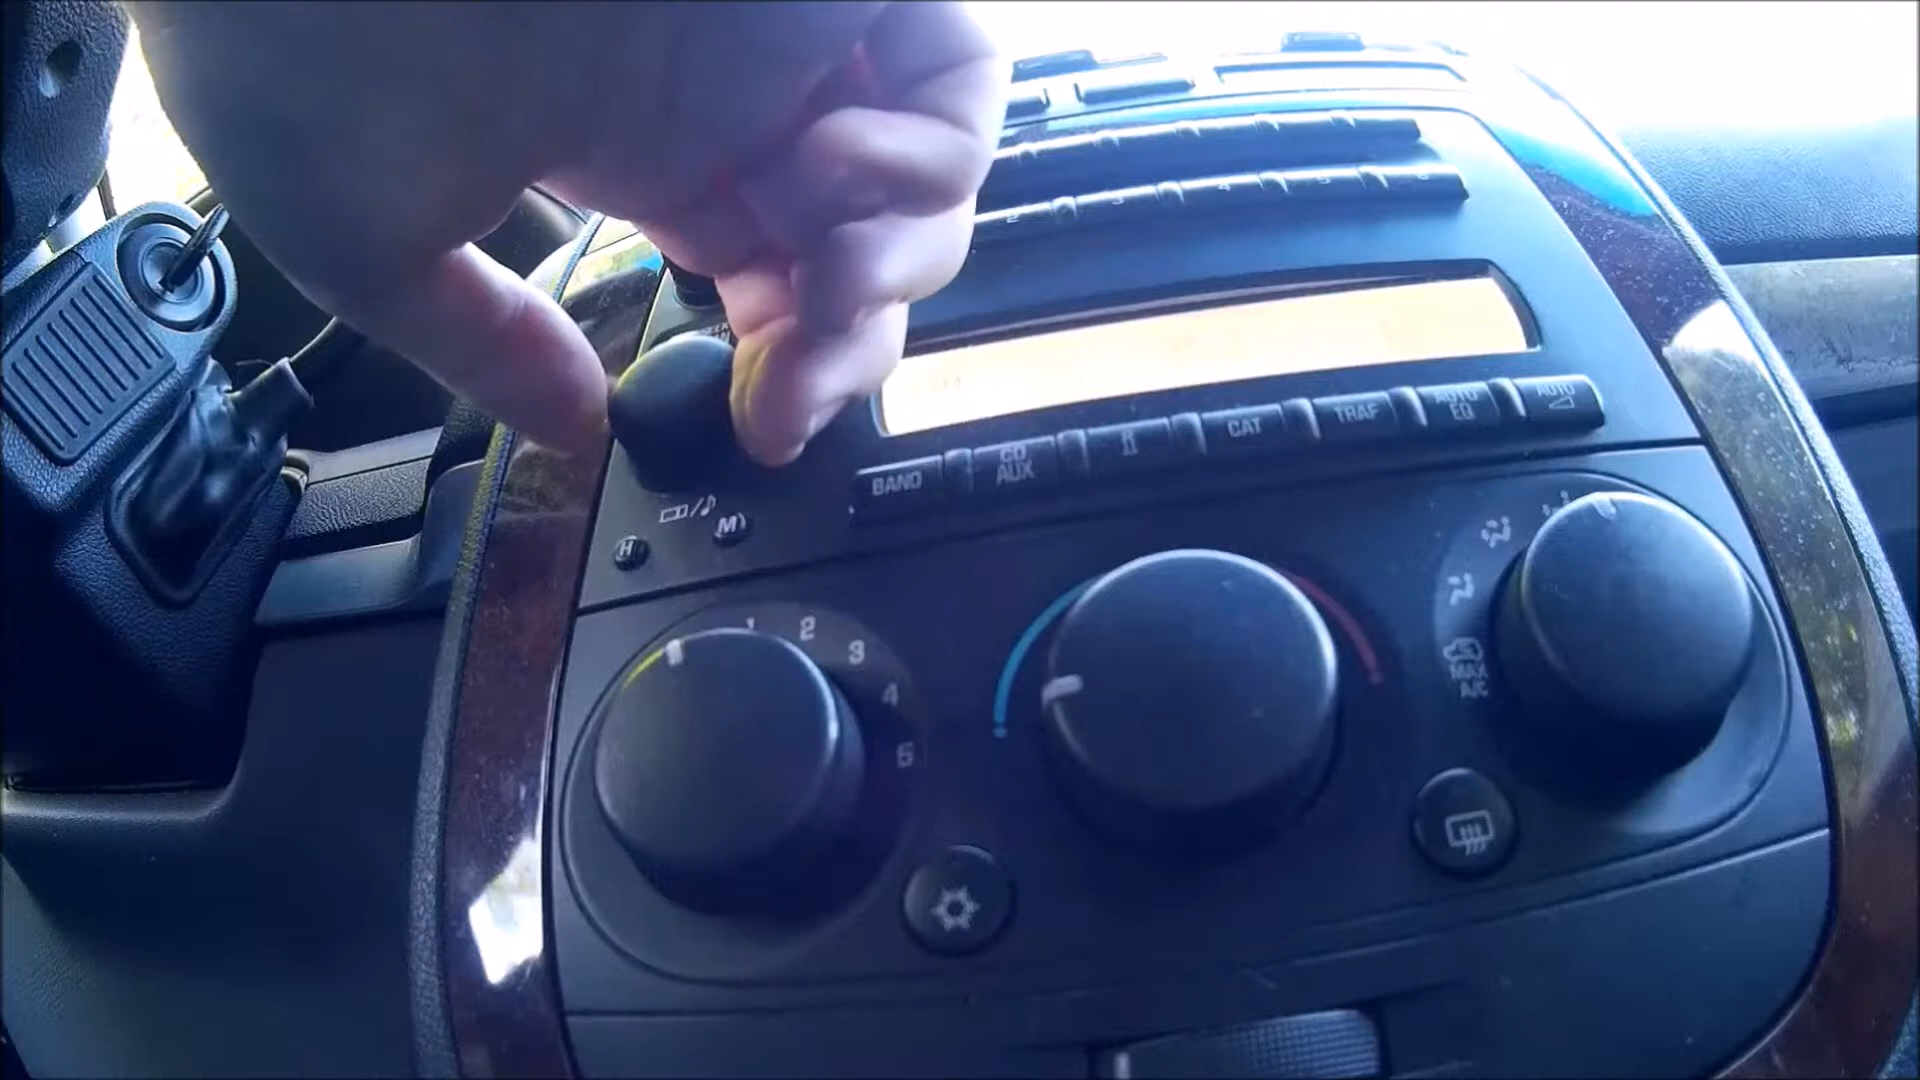 2 3 4 5 6
BAND
CD
AUX
CAT
TRAF
AUTO
EQ
AUTO
H
M
1
2
3
4
5
MAX
A/C